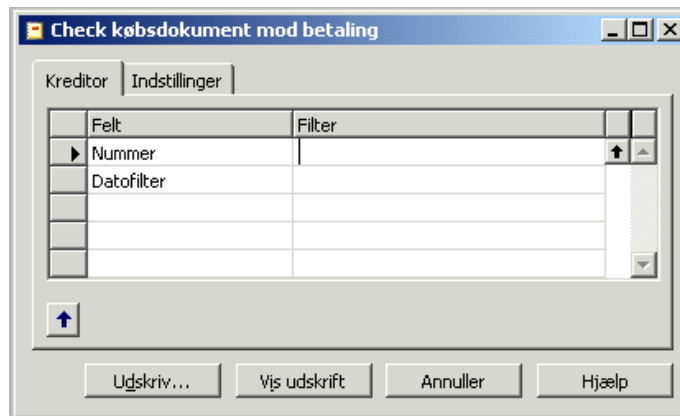 Check købsdokument mod betaling
Kreditor Indstillinger
Felt Filter
Nummer
Datofilter
Udskriv... Vis udskrift Annuller Hjælp